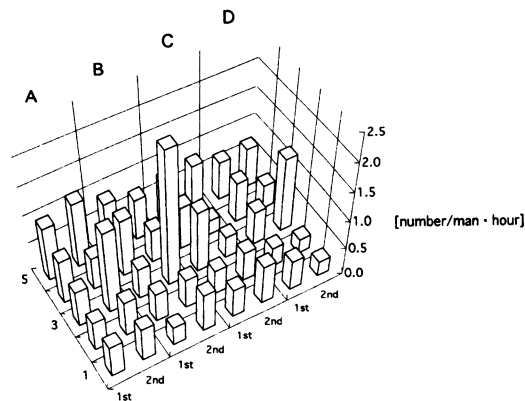 A
B
C
D
2.5
2.0
1.5
1.0
0.5
0.0
[number/man · hour]
5
3
1
1st
2nd
1st
2nd
1st
2nd
1st
2nd